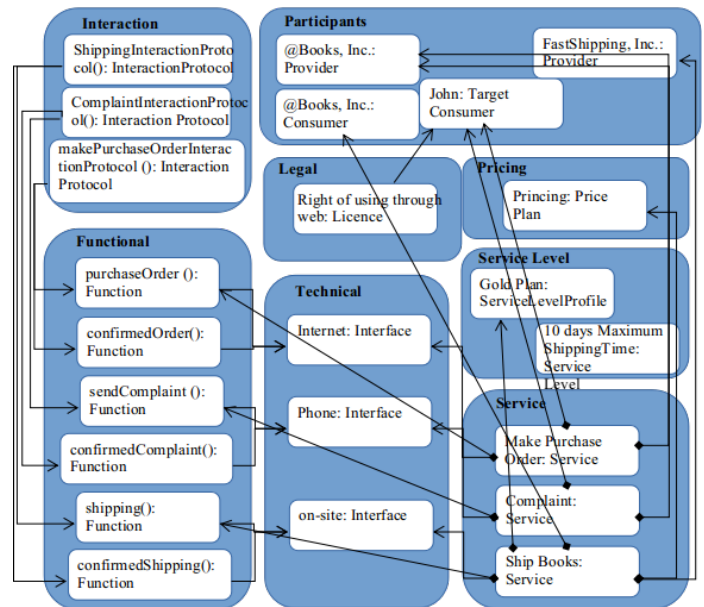 Interaction
ShippingInteractionProto
col(): InteractionProtocol
ComplaintInteractionProtoc
ol(): Interaction Protocol
makePurchaseOrderInterac
tionProtocol (): Interaction
Protocol
Participants
@Books, Inc.:
Provider
FastShipping, Inc.:
Provider
@Books, Inc.:
Consumer
John: Target
Consumer
Legal
Right of using through
web: Licence
Pricing
Princing: Price
Plan
Functional
purchaseOrder ():
Function
confirmedOrder():
Function
sendComplaint ():
Function
confirmedComplaint():
Function
shipping():
Function
confirmedShipping():
Function
Technical
Internet: Interface
Phone: Interface
on-site: Interface
Service Level
Gold Plan:
ServiceLevelProfile
10 days Maximum
ShippingTime:
Service
Level
Service
Make Purchase
Order: Service
Complaint:
Service
Ship Books:
Service